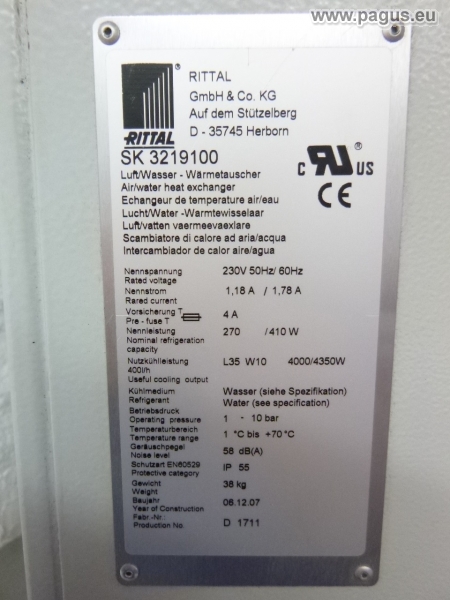 www.pagus.eu
RITTAL
RITTAL
GmbH & Co. KG
Auf dem Stützelberg
D - 35745 Herborn
SK 3219100
Luft/Wasser - Wärmetauscher
Air/water heat exchanger
Echangeur de temperature air/eau
Lucht/Water -Warmtewisselaar
Luft/vatten vaermeevaexlare
Scambiatore di calore ad aria/acqua
Intercambiador de calor aire/agua
c RU US
CE
Nennspannung 230V 50Hz/ 60Hz
Rated voltage
Nennstrom 1,18 A / 1,78 A
Rared current
Vorsicherung T 4 A
Pre - fuse T
Nennleistung 270 / 410 W
Nominal refrigeration
capacity
Nutzkühlleistung L35 W10 4000/4350W
400l/h
Useful cooling output
Kühlmedium Wasser (siehe Spezifikation)
Refrigerant Water (see specification)
Betriebsdruck
Operating pressure 1 - 10 bar
Temperaturbereich
Temperature range 1 °C bis +70 °C
Geräuschpegel
Noise level 58 dB(A)
Schutzart EN60529
Protective category IP 55
Gewicht 38 kg
Weight
Baujahr 06.12.07
Year of Construction
Fabr.-Nr.: D 1711
Production No.